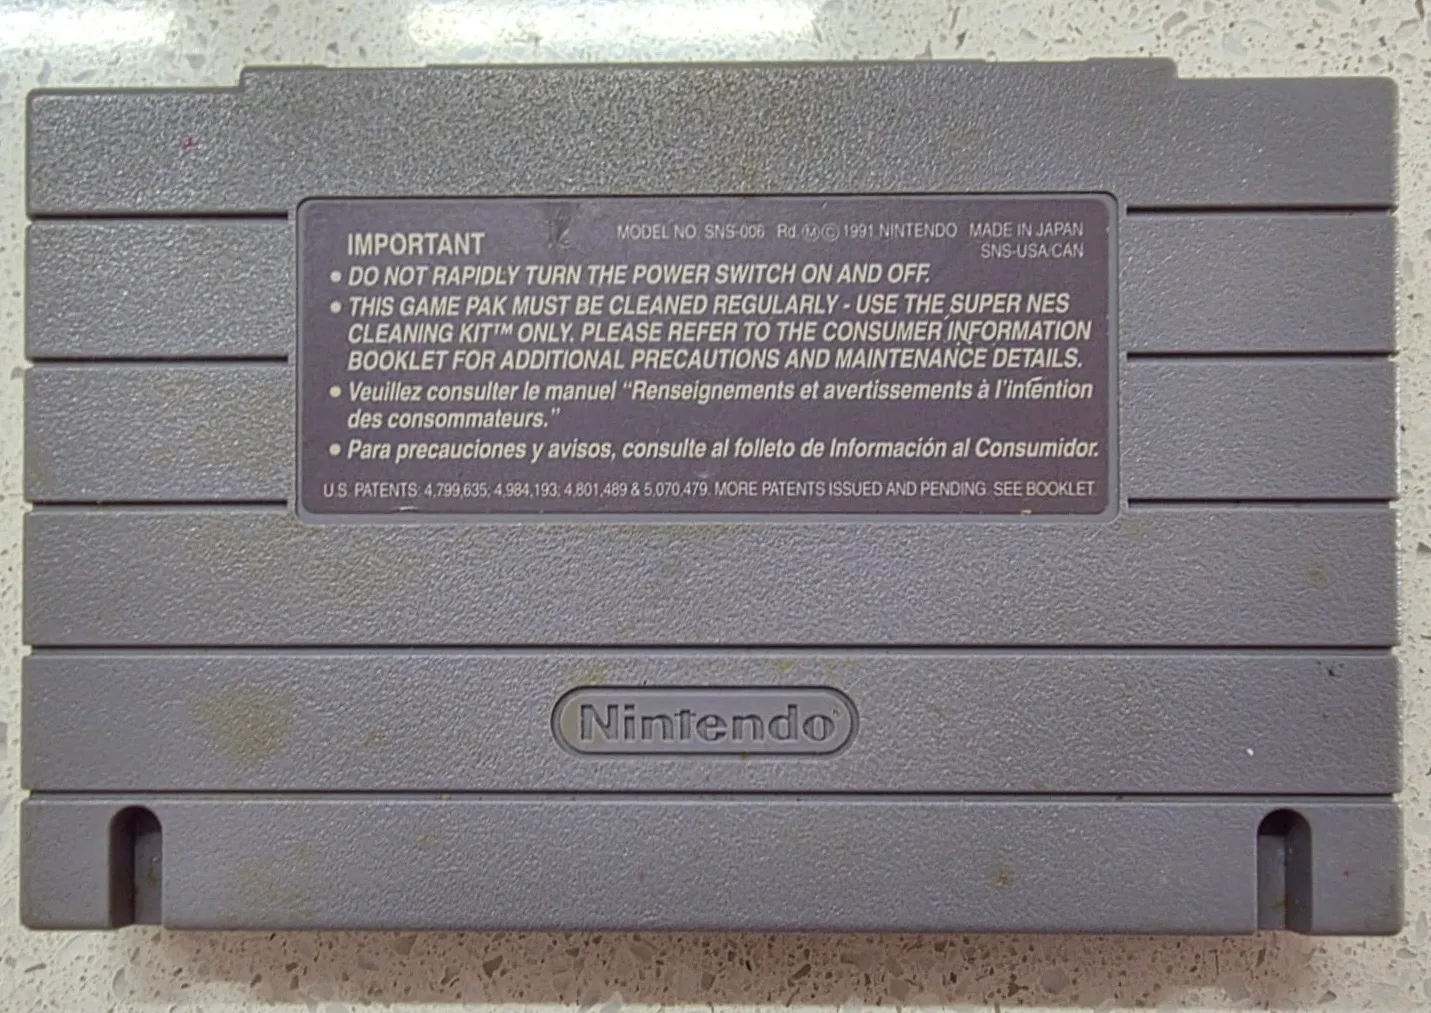 MODEL NO. SNS-006 Rd.Ⓜ©1991 NINTENDO MADE IN JAPAN
SNS-USA/CAN
IMPORTANT
• DO NOT RAPIDLY TURN THE POWER SWITCH ON AND OFF.
• THIS GAME PAK MUST BE CLEANED REGULARLY - USE THE SUPER NES
CLEANING KIT™ ONLY. PLEASE REFER TO THE CONSUMER INFORMATION
BOOKLET FOR ADDITIONAL PRECAUTIONS AND MAINTENANCE DETAILS.
• Veuillez consulter le manuel "Renseignements et avertissements à l'intention
des consommateurs."
• Para precauciones y avisos, consulte al folleto de Información al Consumidor.
U.S. PATENTS: 4,799,635; 4,984,193; 4,801,489 & 5,070,479. MORE PATENTS ISSUED AND PENDING. SEE BOOKLET.
Nintendo®